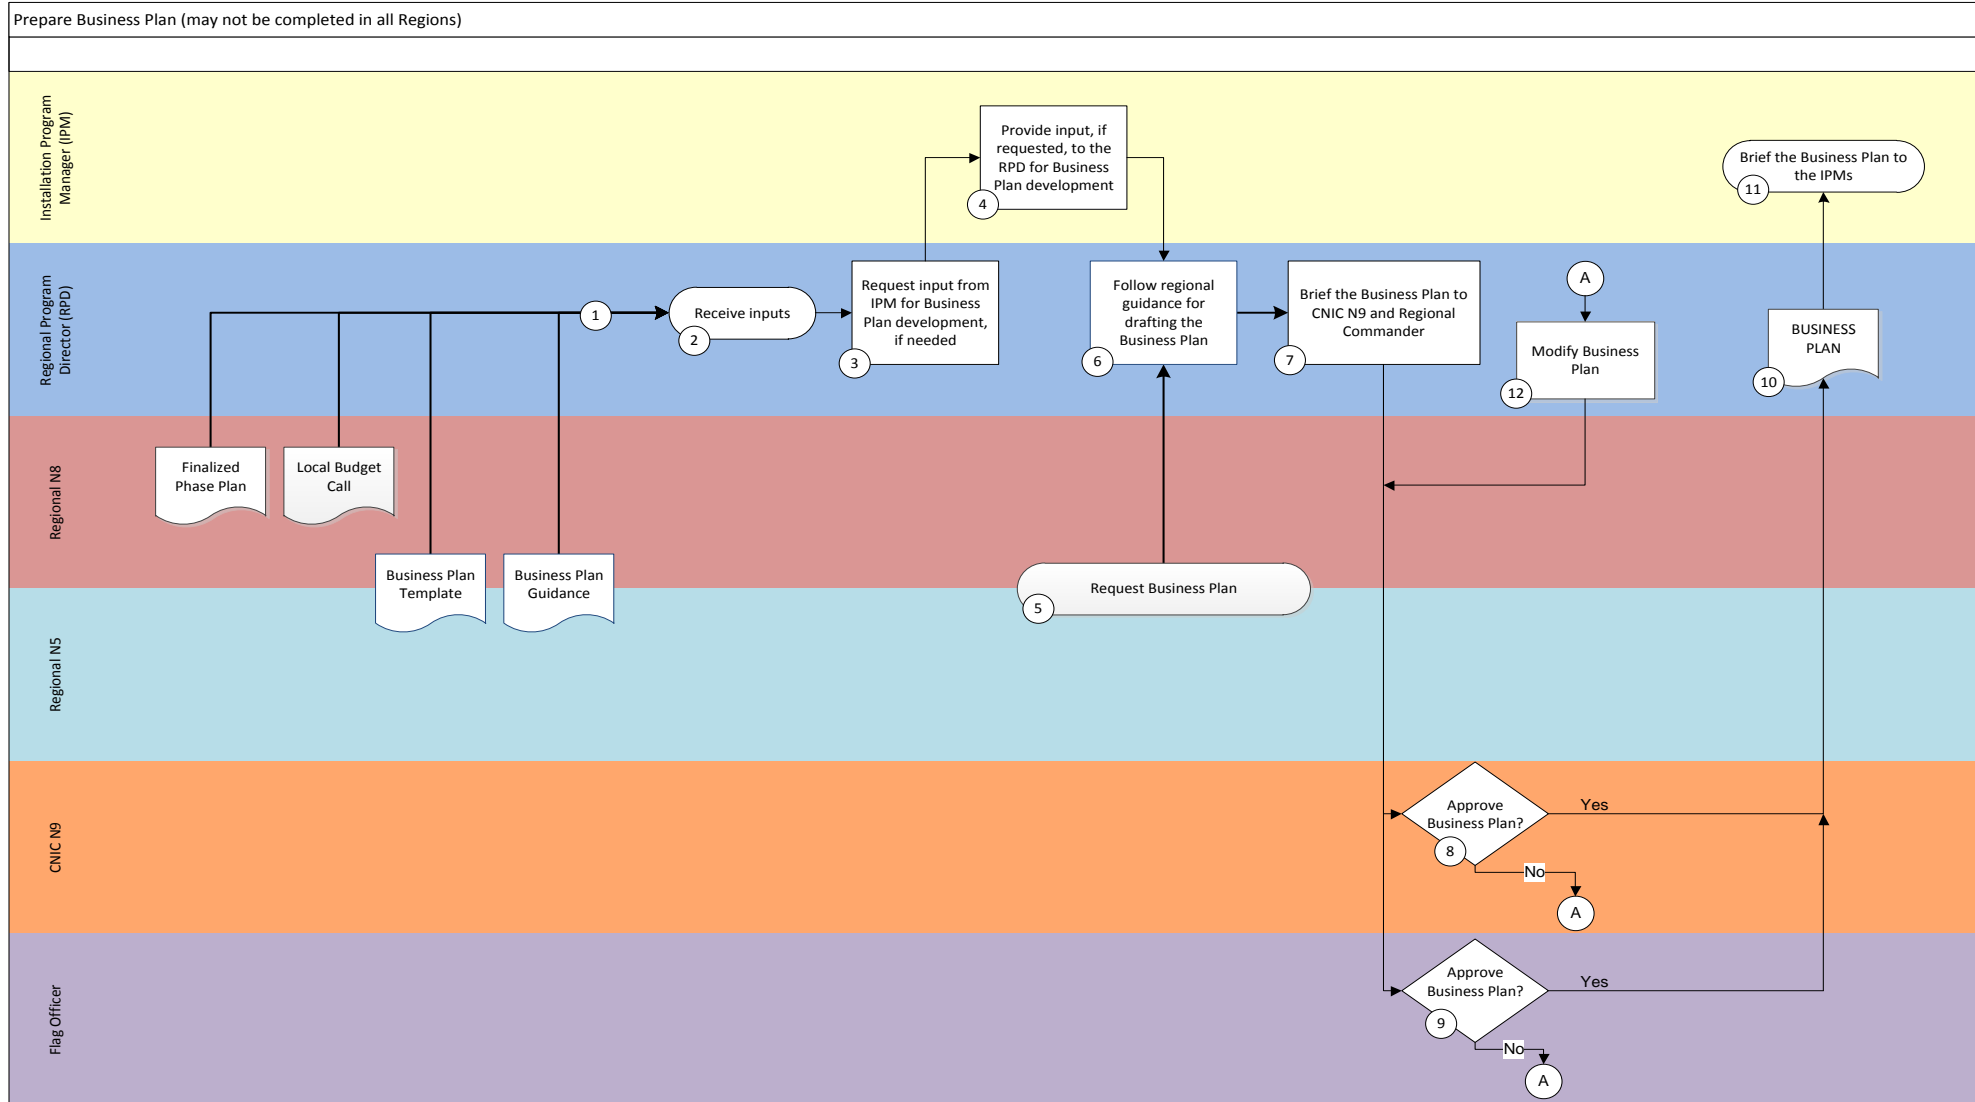 Prepare Business Plan (may not be completed in all Regions)
Installation Program
Manager (IPM)
Provide input, if
requested, to the
RPD for Business
Plan development
4
Brief the Business Plan to
the IPMs
11
Regional Program
Director (RPD)
1
Receive inputs
2
Request input from
IPM for Business
Plan development,
if needed
3
Follow regional
guidance for
drafting the
Business Plan
6
Brief the Business Plan to
CNIC N9 and Regional
Commander
7
A
Modify Business
Plan
12
BUSINESS
PLAN
10
Regional N8
Finalized
Phase Plan
Local Budget
Call
Business Plan
Template
Business Plan
Guidance
Request Business Plan
5
Regional N5
CNIC N9
Approve
Business Plan?
8
Yes
No
A
Flag Officer
Approve
Business Plan?
9
Yes
No
A